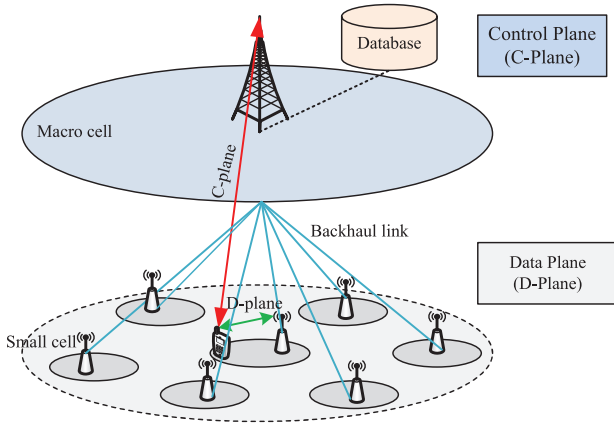 Database
Control Plane
(C-Plane)
Macro cell
C-plane
Backhaul link
Data Plane
(D-Plane)
D-plane
Small cell